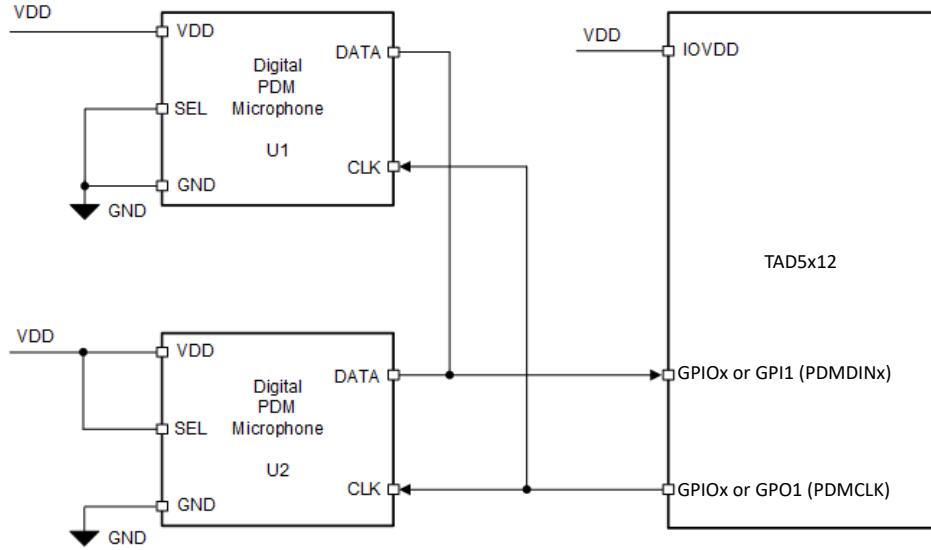 VDD
VDD
DATA
Digital
PDM
Microphone
SEL
U1
CLK
GND
GND
VDD
IOVDD
TAD5x12
GPIOx or GPI1 (PDMDINx)
GPIOx or GPO1 (PDMCLK)
VDD
VDD
DATA
Digital
PDM
Microphone
SEL
U2
CLK
GND
GND